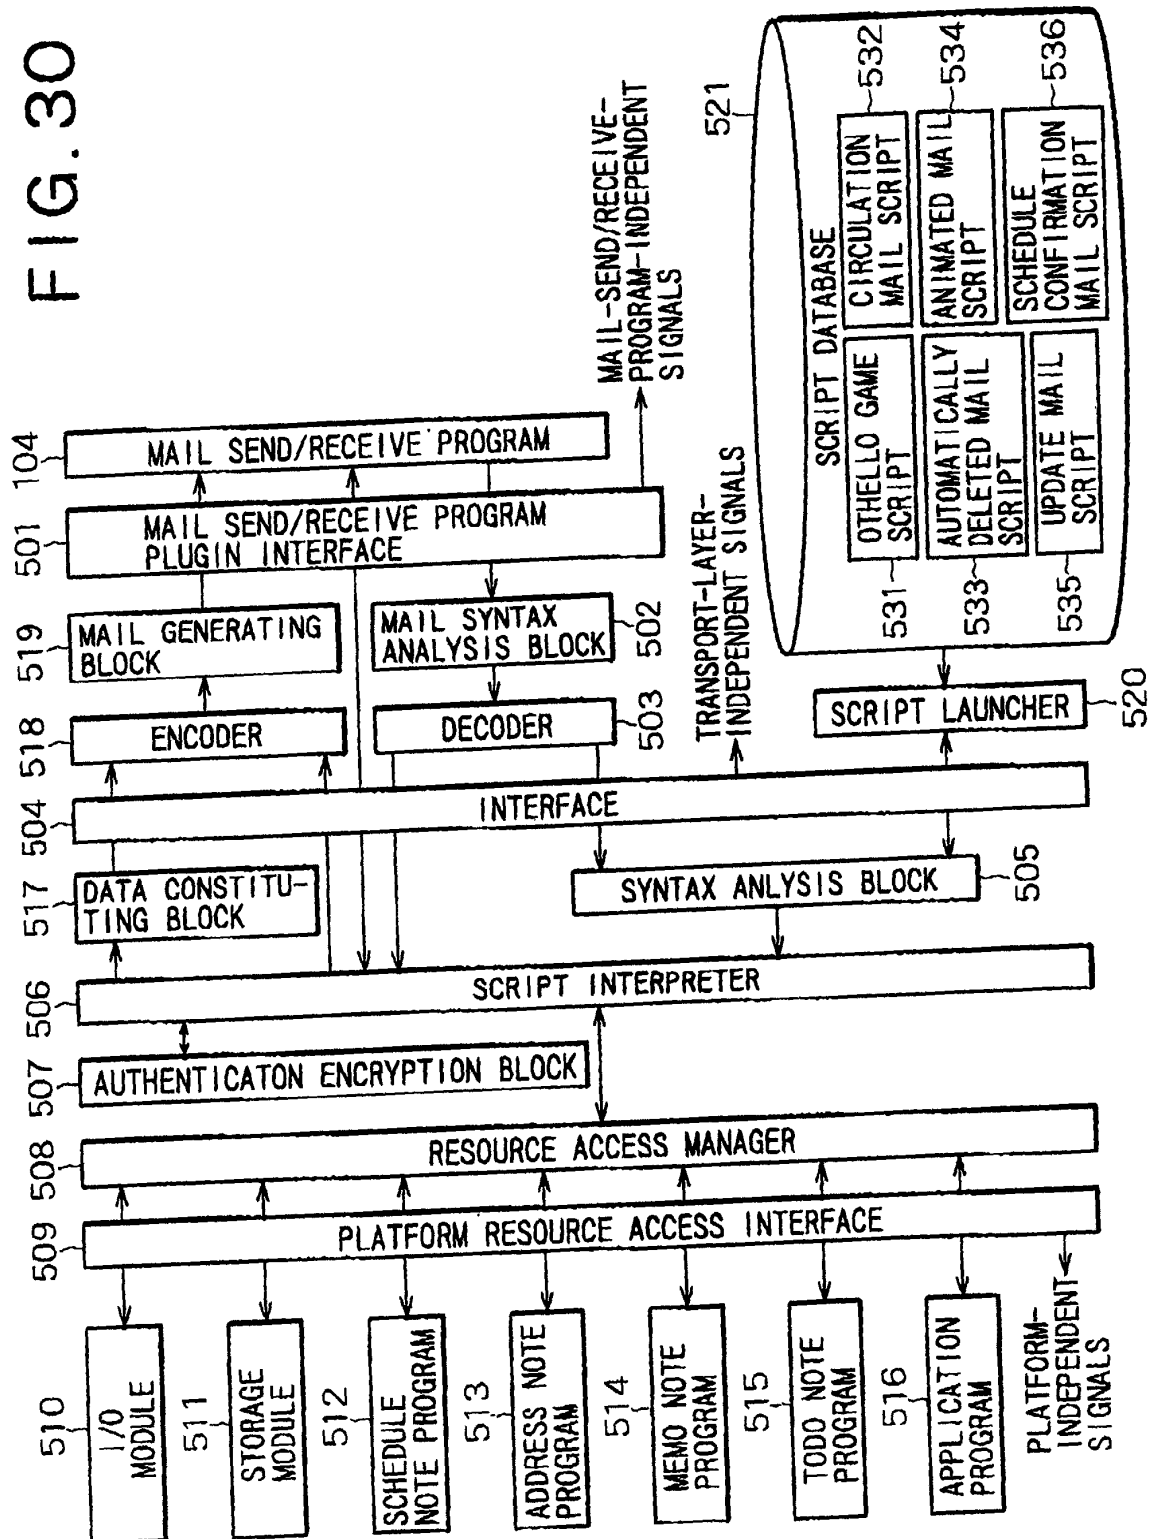 FIG.30
104
MAIL SEND/RECEIVE PROGRAM
501
MAIL SEND/RECEIVE PROGRAM
PLUGIN INTERFACE
MAIL-SEND/RECEIVE-
PROGRAM-INDEPENDENT
SIGNALS
519
MAIL GENERATING
BLOCK
MAIL SYNTAX
ANALYSIS BLOCK
502
518
ENCODER
DECODER
503
TRANSPORT-LAYER-
INDEPENDENT SIGNALS
504
INTERFACE
517
DATA CONSTITU-
TING BLOCK
SYNTAX ANLYSIS BLOCK
505
506
SCRIPT INTERPRETER
507
AUTHENTICATON ENCRYPTION BLOCK
508
RESOURCE ACCESS MANAGER
509
PLATFORM RESOURCE ACCESS INTERFACE
510
I/O
MODULE
511
STORAGE
MODULE
512
SCHEDULE
NOTE PROGRAM
513
ADDRESS NOTE
PROGRAM
514
MEMO NOTE
PROGRAM
515
TODO NOTE
PROGRAM
516
APPLICATION
PROGRAM
PLATFORM-
INDEPENDENT
SIGNALS
521
SCRIPT DATABASE
531
OTHELLO GAME
SCRIPT
CIRCULATION
MAIL SCRIPT
532
533
AUTOMATICALLY
DELETED MAIL
SCRIPT
ANIMATED MAIL
SCRIPT
534
535
UPDATE MAIL
SCRIPT
SCHEDULE
CONFIRMATION
MAIL SCRIPT
536
SCRIPT LAUNCHER
520